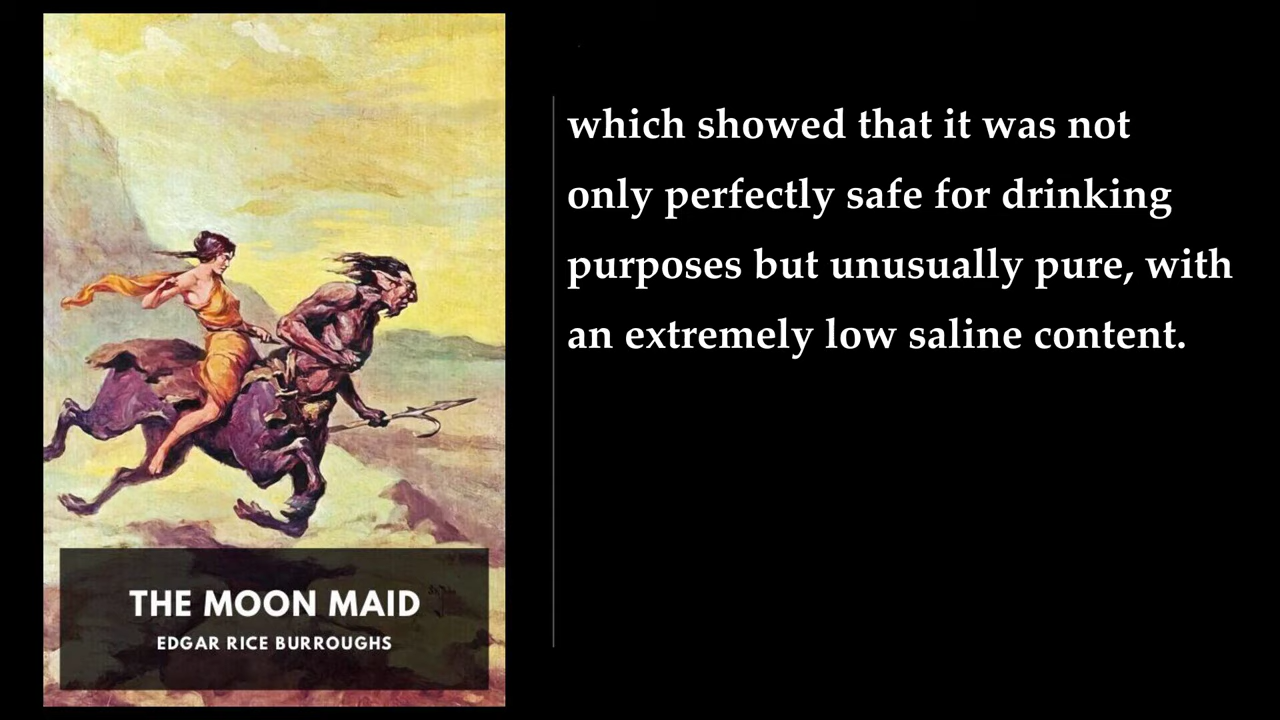 which showed that it was not
only perfectly safe for drinking
purposes but unusually pure, with
an extremely low saline content.
THE MOON MAID
EDGAR RICE BURROUGHS